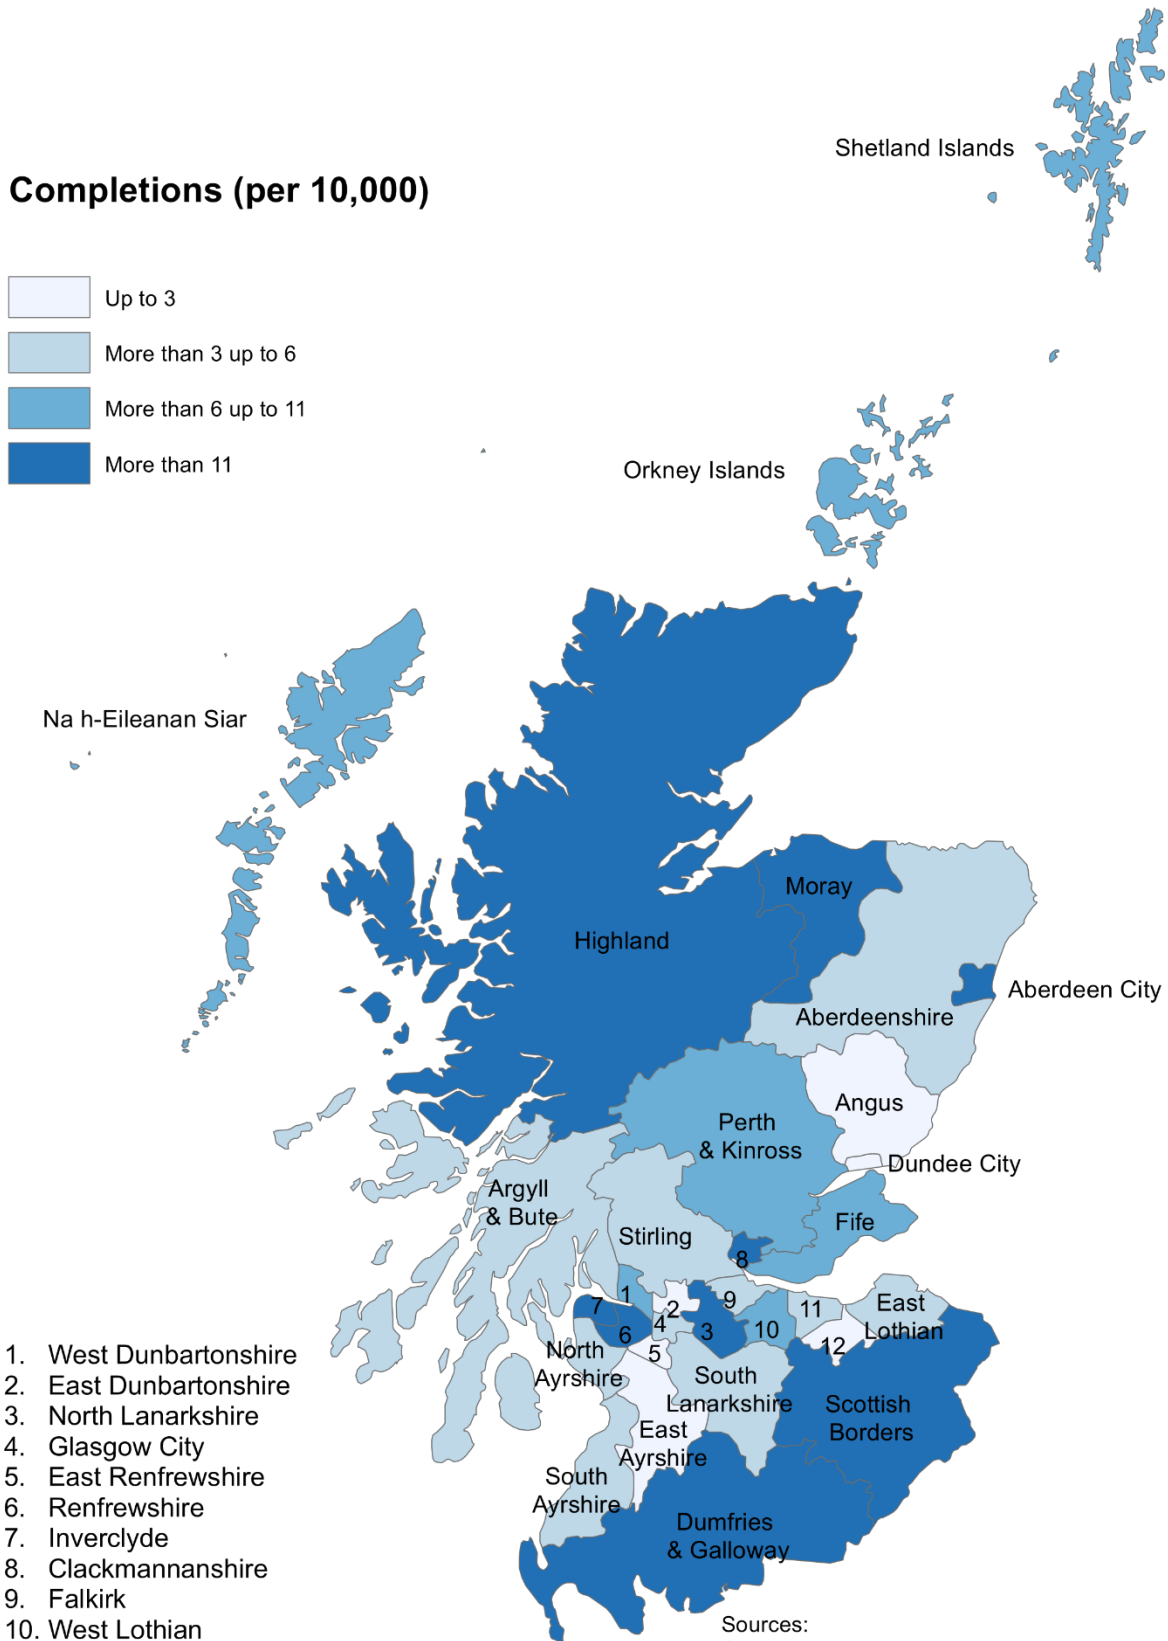 Shetland Islands
Completions (per 10,000)
Up to 3
More than 3 up to 6
More than 6 up to 11
More than 11
Orkney Islands
Na h-Eileanan Siar
Moray
Highland
Aberdeen City
Aberdeenshire
Angus
Perth
& Kinross
Dundee City
Argyll
& Bute
Fife
Stirling
8
1
7
2
9
11
East
Lothian
4
6
3
10
12
5
North
Ayrshire
South
Lanarkshire
Scottish
Borders
East
Ayrshire
South
Ayrshire
Dumfries
& Galloway
1. West Dunbartonshire
2. East Dunbartonshire
3. North Lanarkshire
4. Glasgow City
5. East Renfrewshire
6. Renfrewshire
7. Inverclyde
8. Clackmannanshire
9. Falkirk
10. West Lothian
Sources: